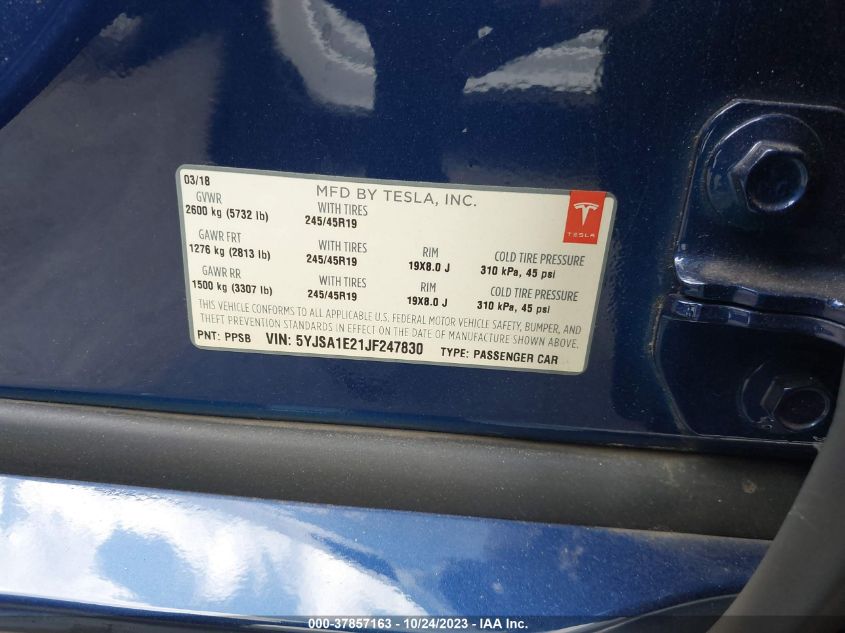 03/18
MFD BY TESLA, INC.
GVWR
2600 kg (5732 lb)
WITH TIRES
245/45R19
TESLA
GAWR FRT
1276 kg (2813 lb)
WITH TIRES
245/45R19
RIM
19X8.0 J
COLD TIRE PRESSURE
310 kPa, 45 psi
GAWR RR
1500 kg (3307 lb)
WITH TIRES
245/45R19
RIM
19X8.0 J
COLD TIRE PRESSURE
310 kPa, 45 psi
THIS VEHICLE CONFORMS TO ALL APPLICABLE U.S. FEDERAL MOTOR VEHICLE SAFETY, BUMPER, AND
THEFT PREVENTION STANDARDS IN EFFECT ON THE DATE OF MANUFACTURE SHOWN ABOVE.
PNT: PPSB VIN: 5YJSA1E21JF247830 TYPE: PASSENGER CAR
000-37857163 - 10/24/2023 - IAA Inc.